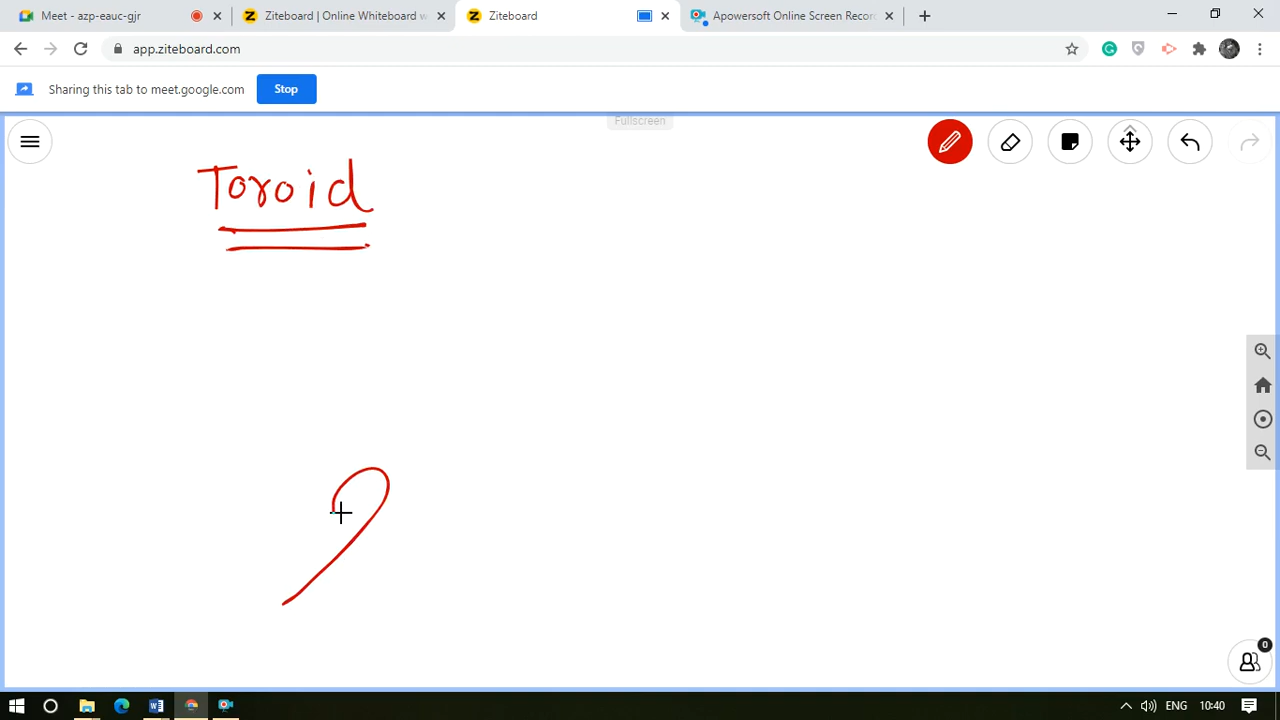 Meet - azp-eauc-gjr
Ziteboard | Online Whiteboard w
Ziteboard
Apowersoft Online Screen Recor
app.ziteboard.com
Sharing this tab to meet.google.com
Stop
Fullscreen
Toroid
0
ENG
10:40